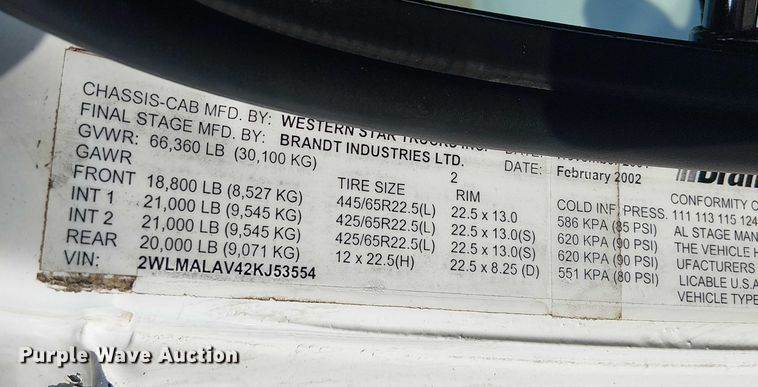 CHASSIS-CAB MFD. BY: WESTERN STAR TRUCKS INC. DATE:
FINAL STAGE MFD. BY: BRANDT INDUSTRIES LTD. 2 DATE: February 2002
GVWR: 66,360 LB (30,100 KG)
GAWR TIRE SIZE RIM COLD INF. PRESS.
FRONT 18,800 LB (8,527 KG) 445/65R22.5(L) 22.5 x 13.0 586 KPA (85 PSI)
INT 1 21,000 LB (9,545 KG) 425/65R22.5(L) 22.5 x 13.0(S) 620 KPA (90 PSI)
INT 2 21,000 LB (9,545 KG) 425/65R22.5(L) 22.5 x 13.0(S) 620 KPA (90 PSI)
REAR 20,000 LB (9,071 KG) 12 x 22.5(H) 22.5 x 8.25 (D) 551 KPA (80 PSI)
VIN: 2WLMALAV42KJ53554
CONFORMITY
111 113 115 124
AL STAGE MAN
THE VEHICLE
UFACTURERS
LICABLE U.S.A
VEHICLE TYPE
Purple Wave Auction